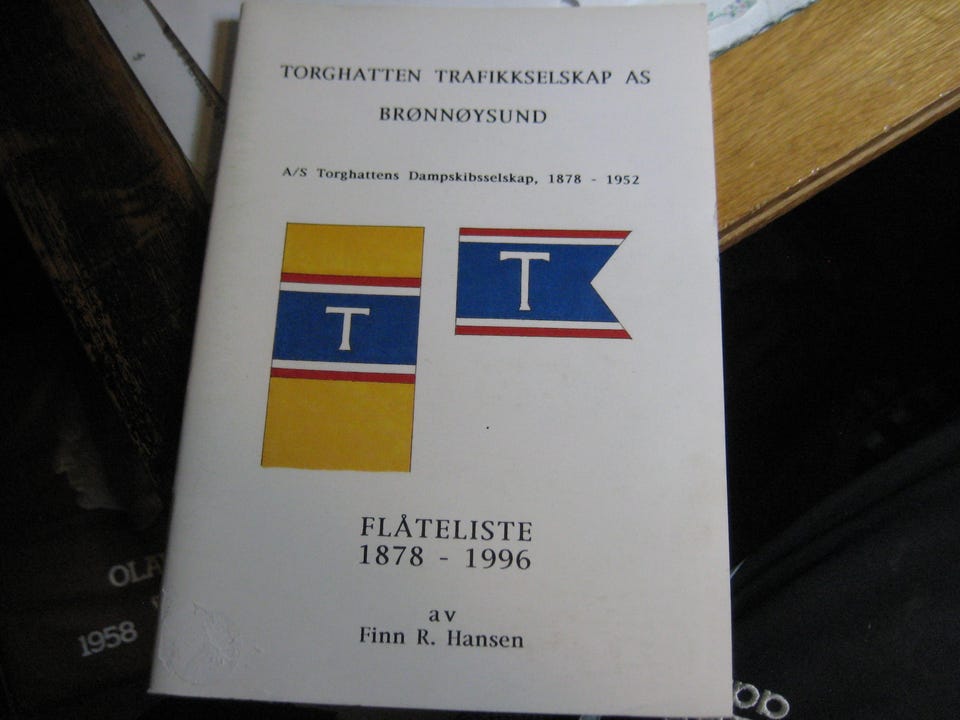 TORGHATTEN TRAFIKKSELSKAP AS
BRØNNØYSUND
A/S Torghattens Dampskibsselskap, 1878 - 1952
T
T
FLÅTELISTE
1878 - 1996
av
Finn R. Hansen
1958